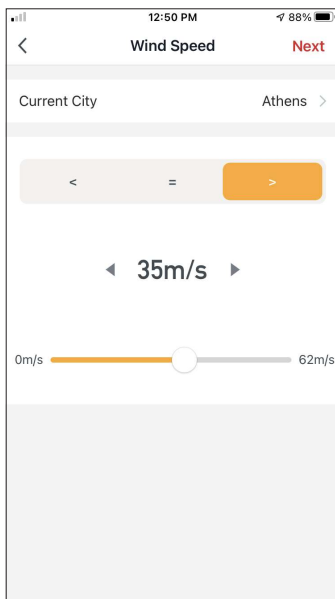 12:50 PM 88%
Wind Speed Next
Current City Athens >
< = >
35m/s
0m/s 62m/s